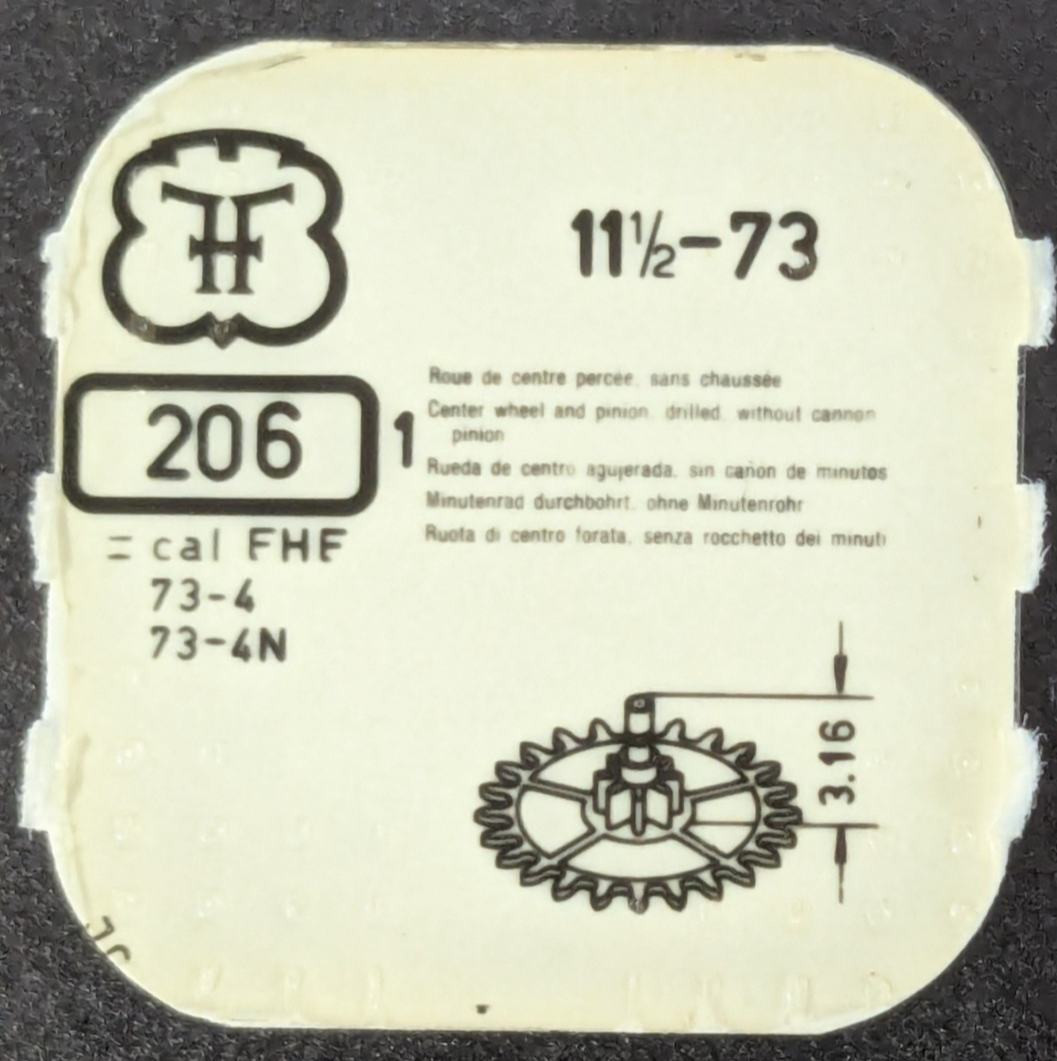 FH
11½-73
206
1
Roue de centre percée, sans chaussée
Center wheel and pinion, drilled, without cannon
pinion
Rueda de centro agujerada, sin cañon de minutos
Minutenrad durchbohrt, ohne Minutenrohr
Ruota di centro forata, senza rocchetto dei minuti
= cal FHF
73-4
73-4N
3.16